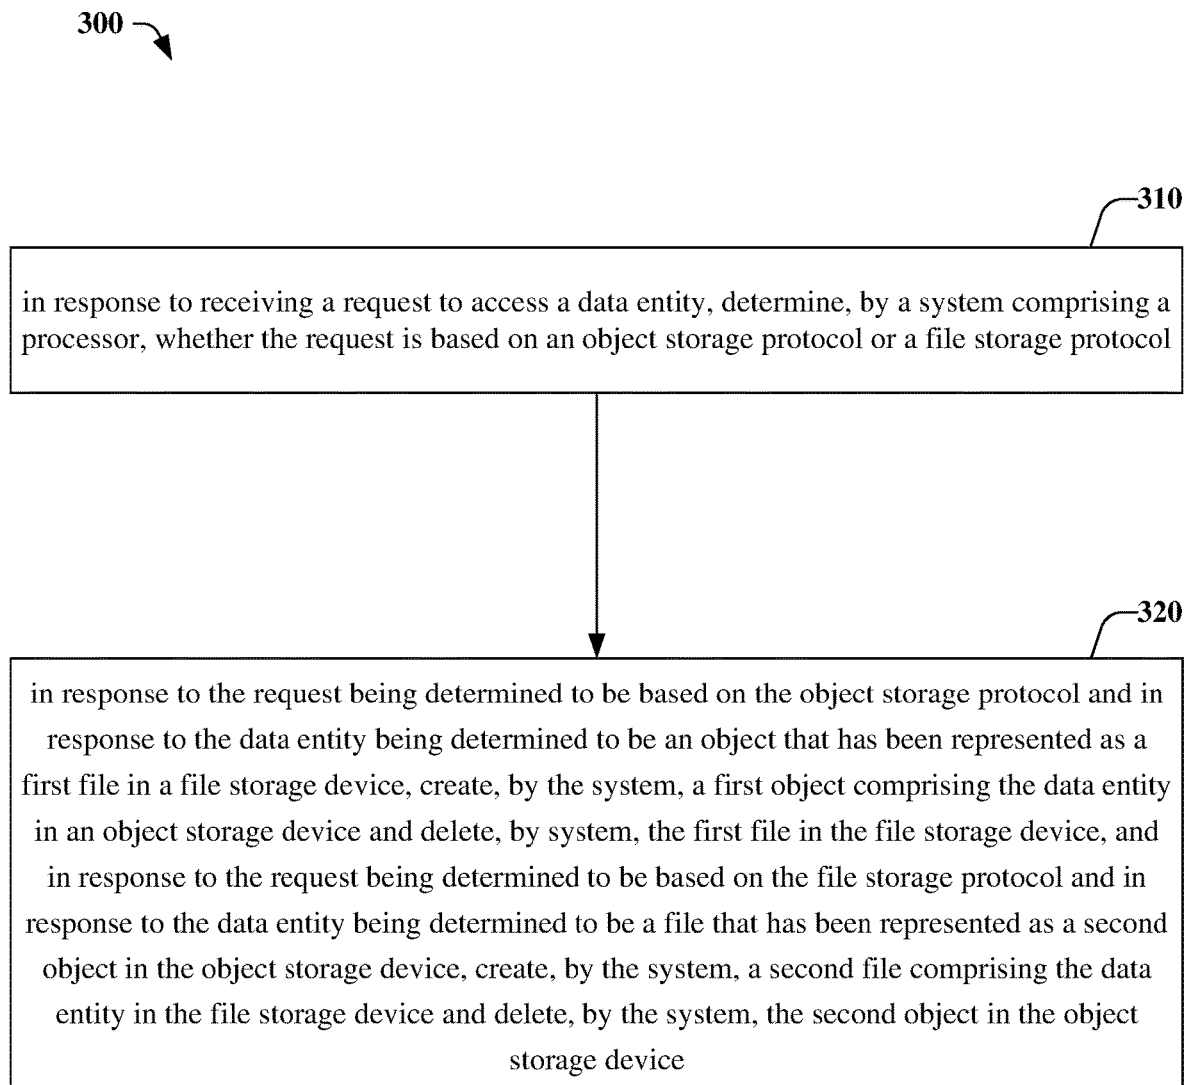 300
310
in response to receiving a request to access a data entity, determine, by a system comprising a
processor, whether the request is based on an object storage protocol or a file storage protocol
320
in response to the request being determined to be based on the object storage protocol and in
response to the data entity being determined to be an object that has been represented as a
first file in a file storage device, create, by the system, a first object comprising the data entity
in an object storage device and delete, by system, the first file in the file storage device, and
in response to the request being determined to be based on the file storage protocol and in
response to the data entity being determined to be a file that has been represented as a second
object in the object storage device, create, by the system, a second file comprising the data
entity in the file storage device and delete, by the system, the second object in the object
storage device